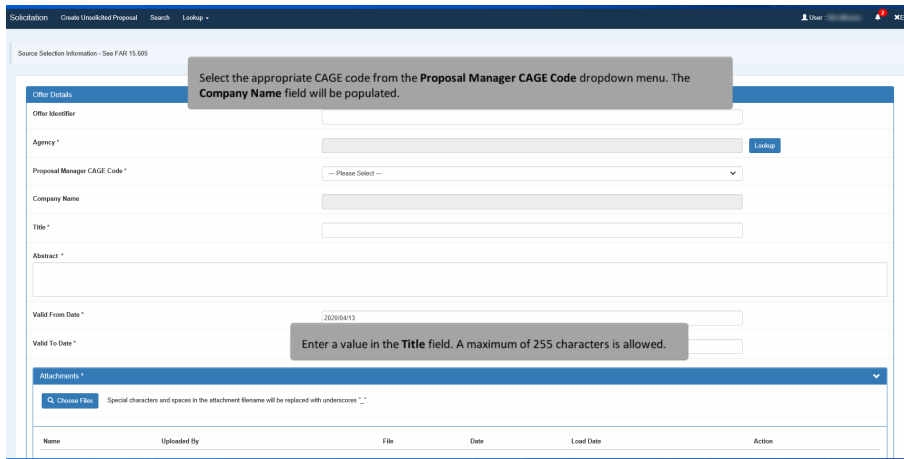 Solicitation Create Unsolicited Proposal Search Lookup
User : 2 ✖E
Source Selection Information - See FAR 15.605
Select the appropriate CAGE code from the Proposal Manager CAGE Code dropdown menu. The
Company Name field will be populated.
Offer Details
Offer Identifier
Agency *
Lookup
Proposal Manager CAGE Code *
--- Please Select ---
Company Name
Title *
Abstract *
Valid From Date *
2020/04/13
Valid To Date *
Enter a value in the Title field. A maximum of 255 characters is allowed.
Attachments *
Choose Files Special characters and spaces in the attachment filename will be replaced with underscores "_".
Name Uploaded By File Date Load Date Action